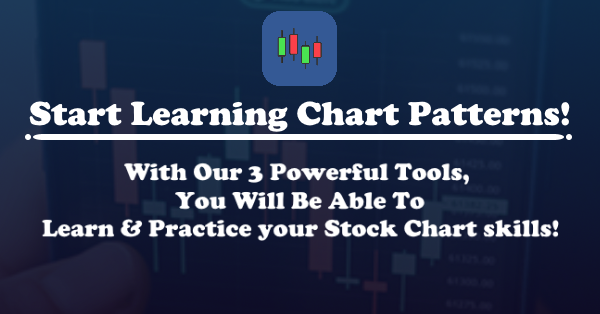 Start Learning Chart Patterns!
With Our 3 Powerful Tools,
You Will Be Able To
Learn & Practice your Stock Chart skills!